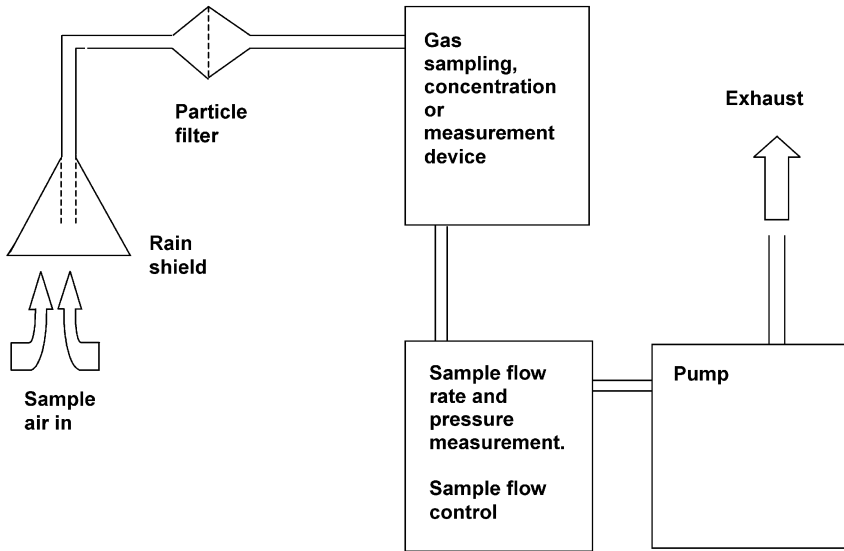 Gas
sampling,
concentration
or
measurement
device
Exhaust
Particle
filter
Rain
shield
Sample
air in
Sample flow
rate and
pressure
measurement.
Sample flow
control
Pump